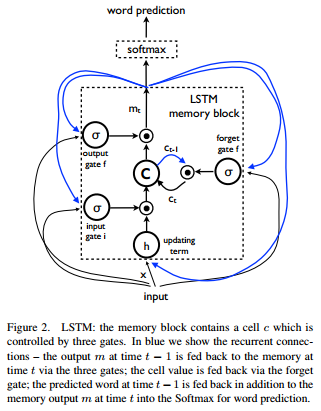 word prediction
softmax
LSTM
memory block
mt
σ
output
gate f
ct-1
forget
gate f
σ
c
ct
σ
input
gate i
h
updating
term
x
input
Figure 2. LSTM: the memory block contains a cell c which is
controlled by three gates. In blue we show the recurrent connec-
tions – the output m at time t − 1 is fed back to the memory at
time t via the three gates; the cell value is fed back via the forget
gate; the predicted word at time t − 1 is fed back in addition to the
memory output m at time t into the Softmax for word prediction.